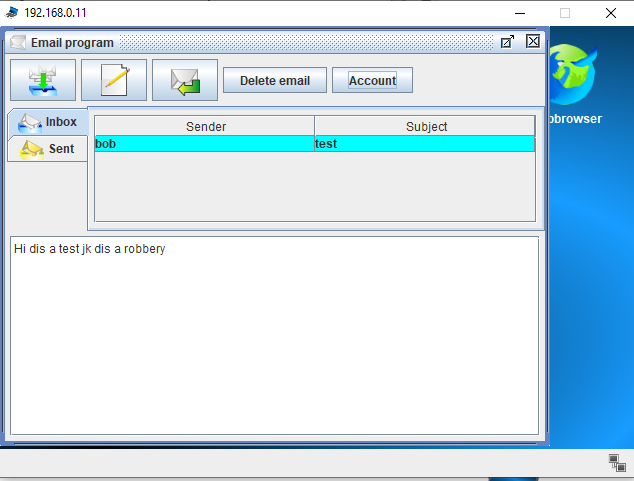 192.168.0.11
Email program
Delete email
Account
Inbox
Sent
Sender Subject
bob test
Hi dis a test jk dis a robbery